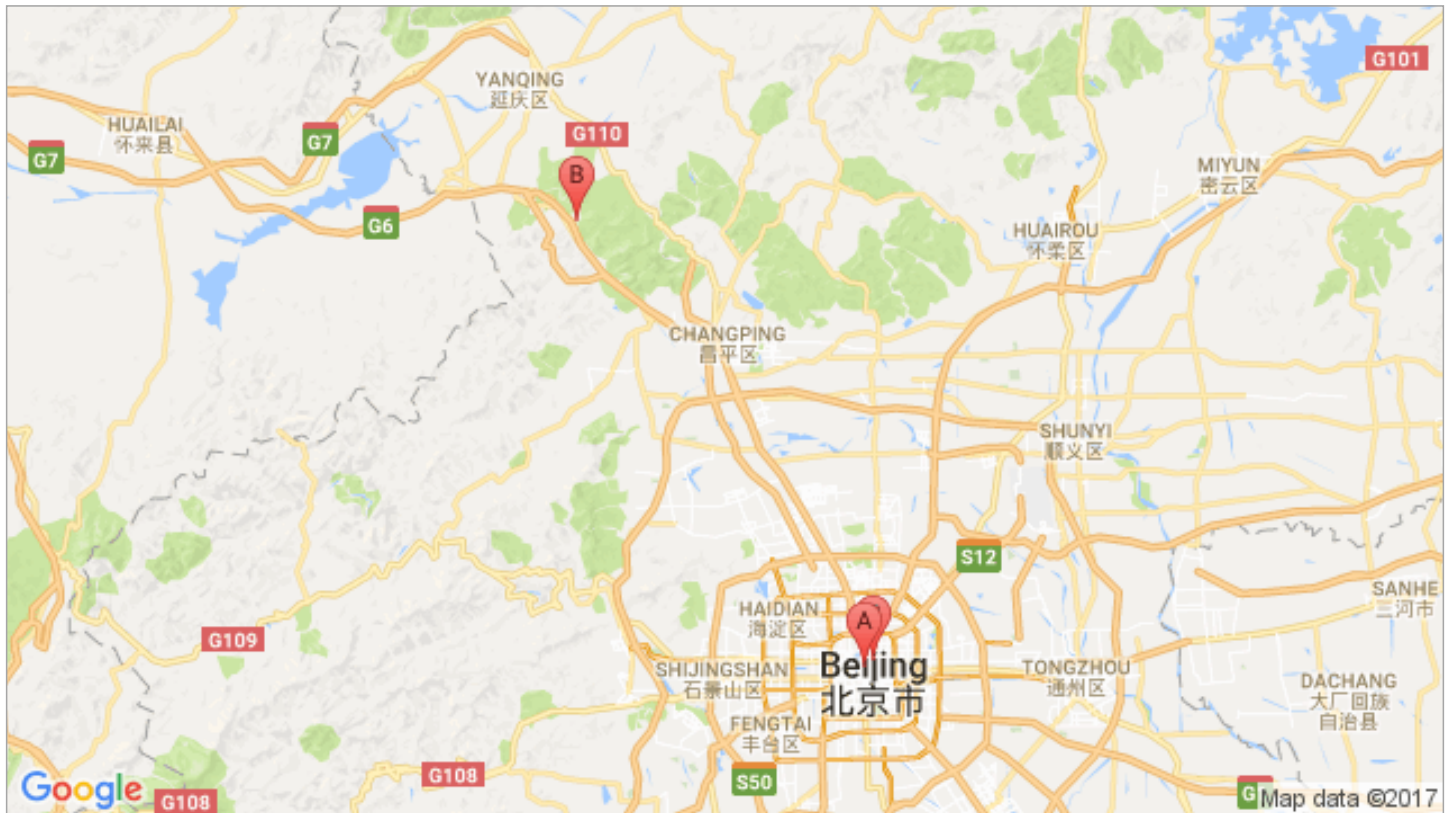 G101
YANQING
延庆区
HUAILAI
怀来县
G7
G110
G7
B
MIYUN
密云区
G6
HUAIROU
怀柔区
CHANGPING
昌平区
SHUNYI
顺义区
S12
HAIDIAN
海淀区
A
SANHE
三河市
G109
Beijing
北京市
SHIJINGSHAN
石景山区
TONGZHOU
通州区
DACHANG
大厂回族
自治县
FENGTAI
丰台区
G108
S50
Google
G108
Map data ©2017